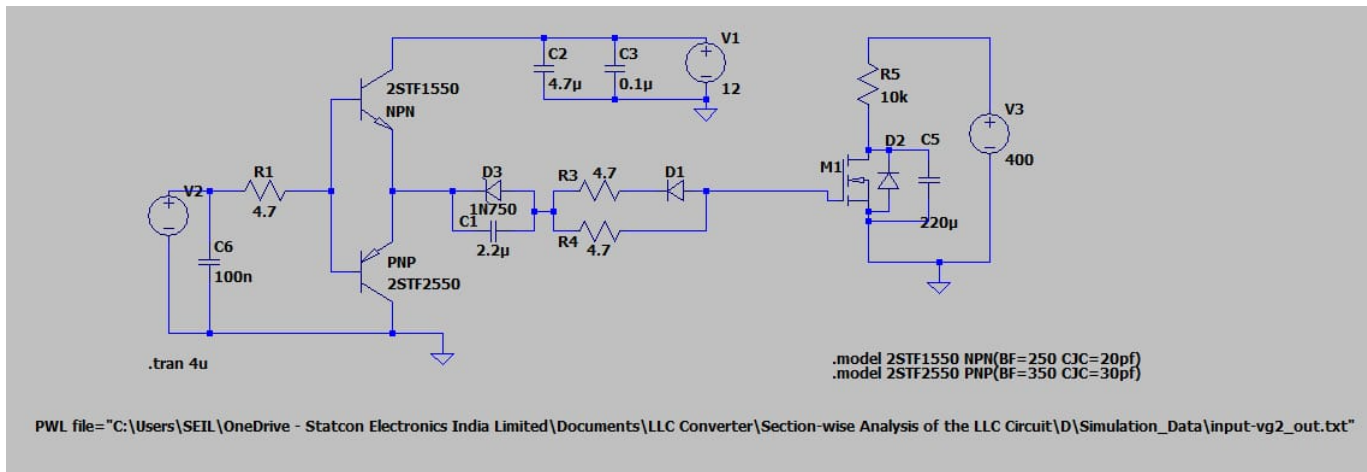 V1
C2
C3
4.7µ
0.1µ
12
2STF1550
NPN
R5
10k
V3
400
D2
C5
M1
220µ
R1
4.7
V2
C6
100n
D3
1N750
C1
2.2µ
R3
4.7
D1
R4
4.7
PNP
2STF2550
.tran 4u
.model 2STF1550 NPN(BF=250 CJC=20pf)
.model 2STF2550 PNP(BF=350 CJC=30pf)
PWL file="C:\Users\SEIL\OneDrive - Statcon Electronics India Limited\Documents\LLC Converter\Section-wise Analysis of the LLC Circuit\D\Simulation_Data\input-vg2_out.txt"